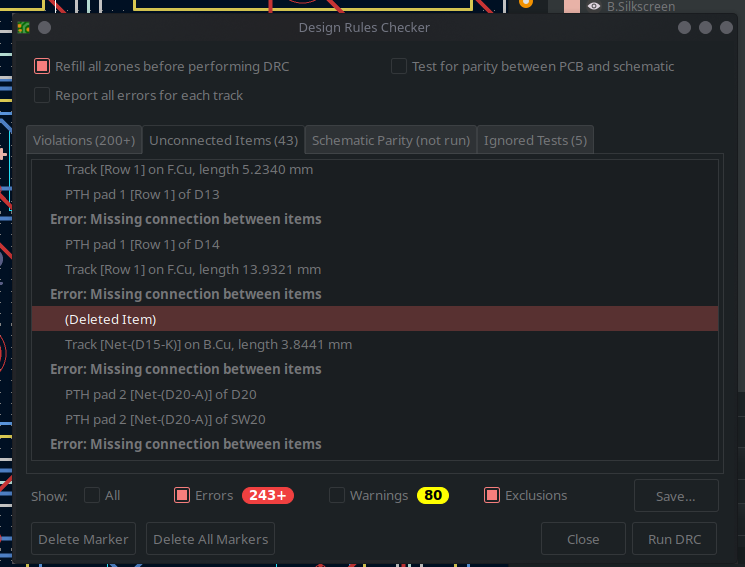 B.Silkscreen
Design Rules Checker
Refill all zones before performing DRC
Test for parity between PCB and schematic
Report all errors for each track
Violations (200+)
Unconnected Items (43)
Schematic Parity (not run)
Ignored Tests (5)
Track [Row 1] on F.Cu, length 5.2340 mm
PTH pad 1 [Row 1] of D13
Error: Missing connection between items
PTH pad 1 [Row 1] of D14
Track [Row 1] on F.Cu, length 13.9321 mm
Error: Missing connection between items
(Deleted Item)
Track [Net-(D15-K)] on B.Cu, length 3.8441 mm
Error: Missing connection between items
PTH pad 2 [Net-(D20-A)] of D20
PTH pad 2 [Net-(D20-A)] of SW20
Error: Missing connection between items
Show:
All
Errors
243+
Warnings
80
Exclusions
Save...
Delete Marker
Delete All Markers
Close
Run DRC